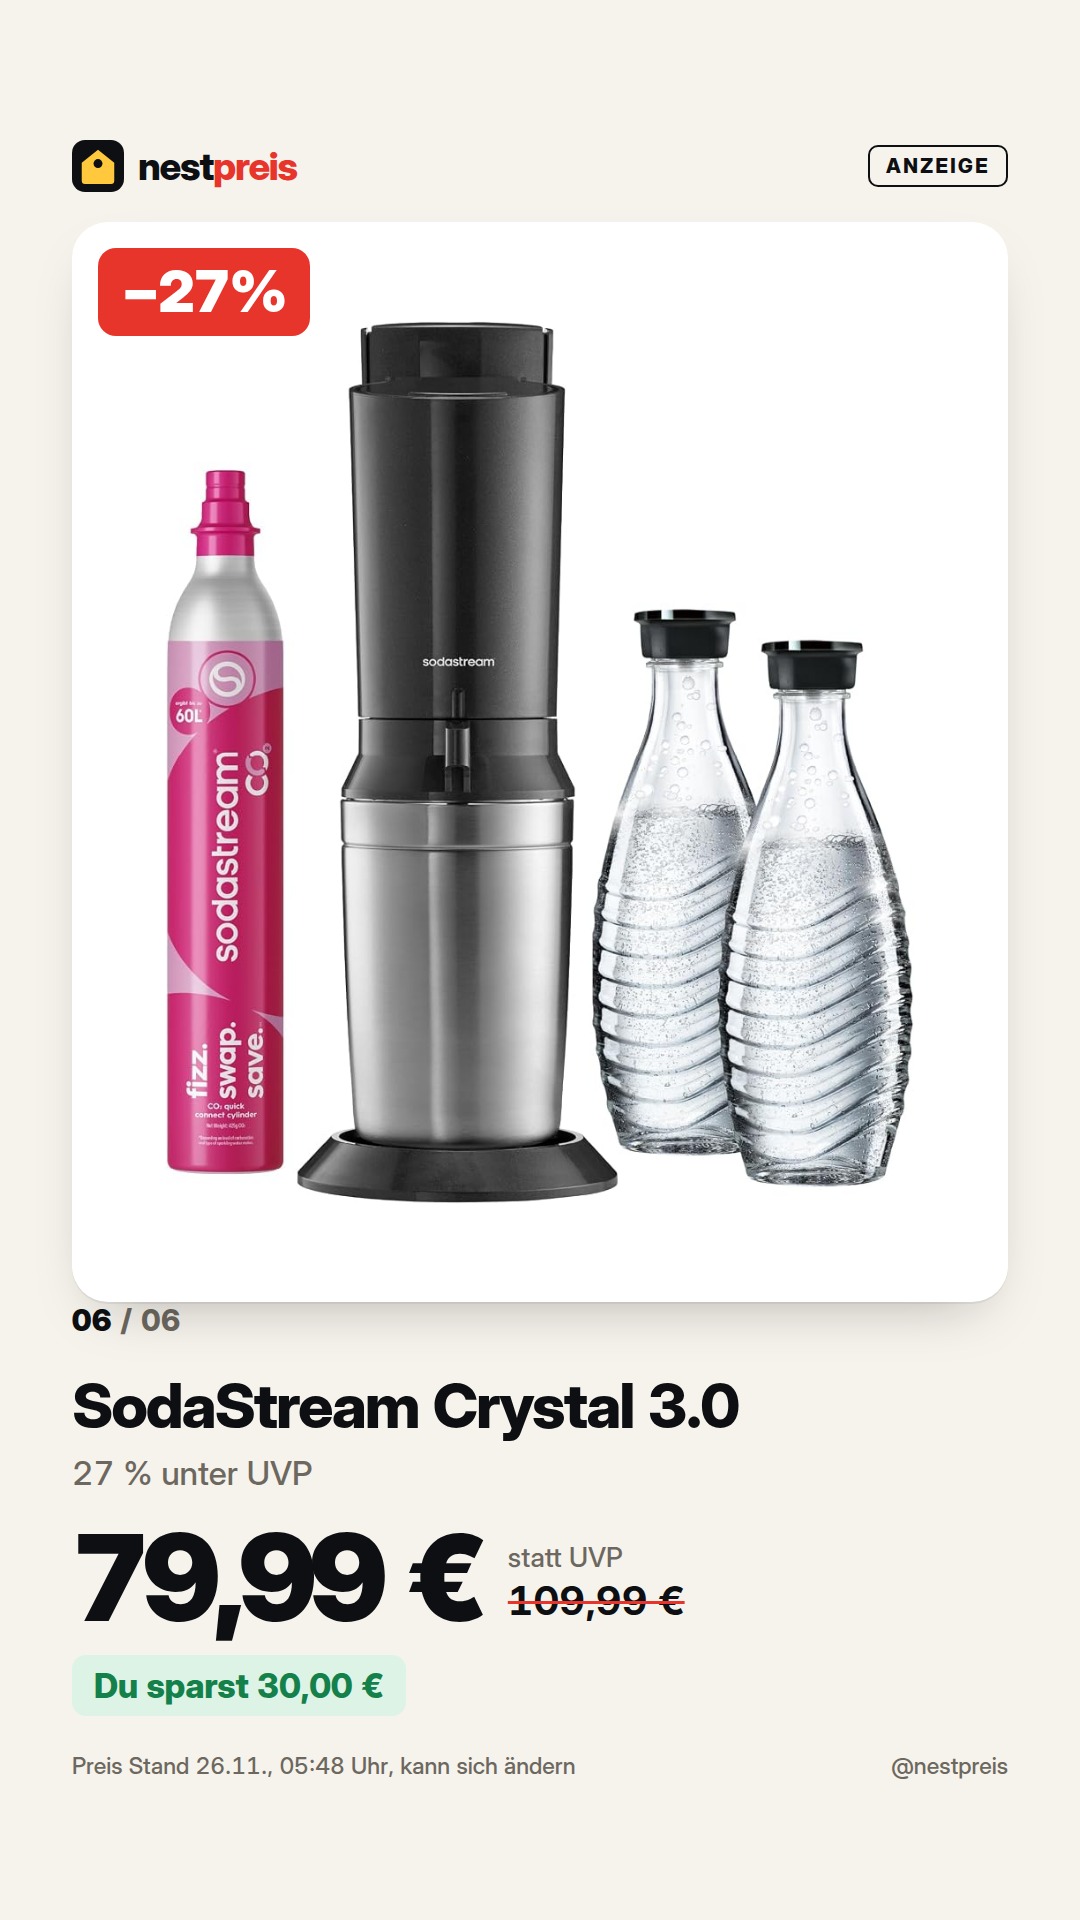 nestpreis
ANZEIGE
–27%
sodastream
60L
sodastream
CO₂
fizz.
swap.
save.
CO₂ quick
connect cylinder
06 / 06
SodaStream Crystal 3.0
27 % unter UVP
79,99 €
statt UVP
109,99 €
Du sparst 30,00 €
Preis Stand 26.11., 05:48 Uhr, kann sich ändern
@nestpreis